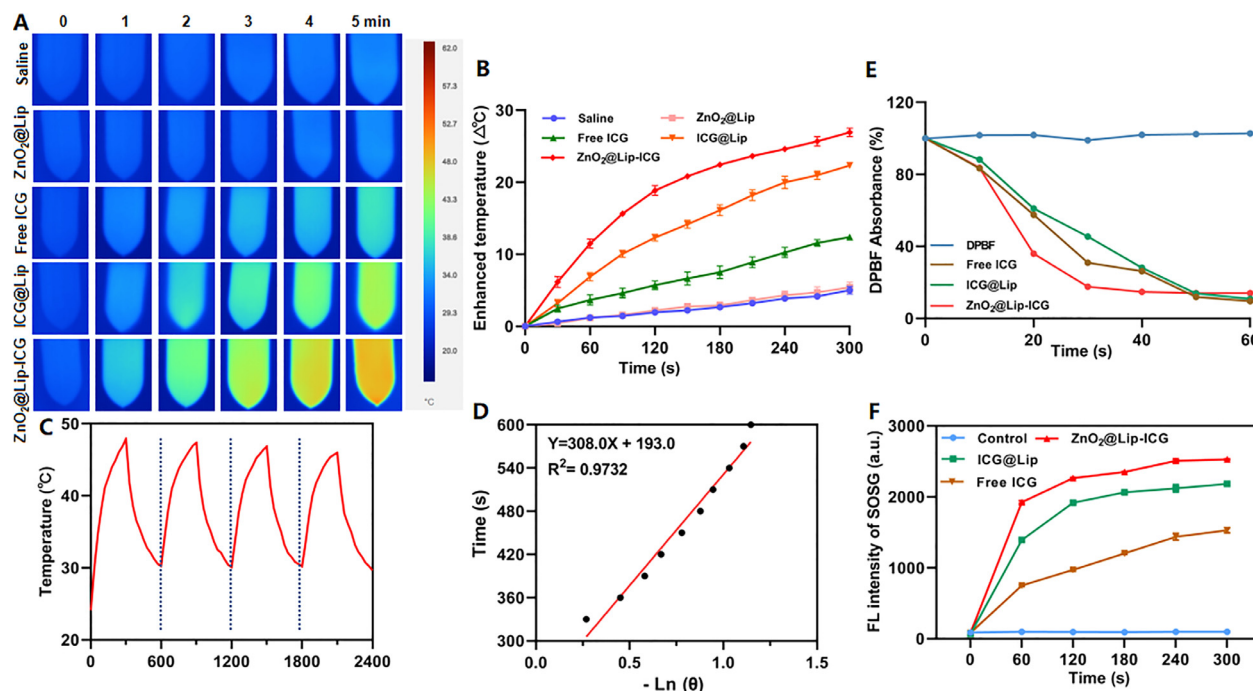 A
0 1 2 3 4 5 min
Saline
ZnO₂@Lip
Free ICG
ICG@Lip
ZnO₂@Lip-ICG
62.0
57.3
53.0
48.0
43.2
38.6
34.0
29.3
24.6
20.0
°C
B
Enhanced temperature (△℃)
30
20
10
0
Saline
ZnO₂@Lip
Free ICG
ICG@Lip
ZnO₂@Lip-ICG
0 60 120 180 240 300
Time (s)
E
DPBF Absorbance (%)
120
80
40
0
DPBF
Free ICG
ICG@Lip
ZnO₂@Lip-ICG
0 20 40 60
Time (s)
C
Temperature (℃)
50
40
30
20
0 600 1200 1800 2400
D
Time (s)
600
540
480
420
360
300
Y=308.0X + 193.0
R²= 0.9732
0.0 0.5 1.0 1.5
- Ln (θ)
F
FL intensity of SOSG (a.u.)
3000
2000
1000
0
Control
ZnO₂@Lip-ICG
ICG@Lip
Free ICG
0 60 120 180 240 300
Time (s)